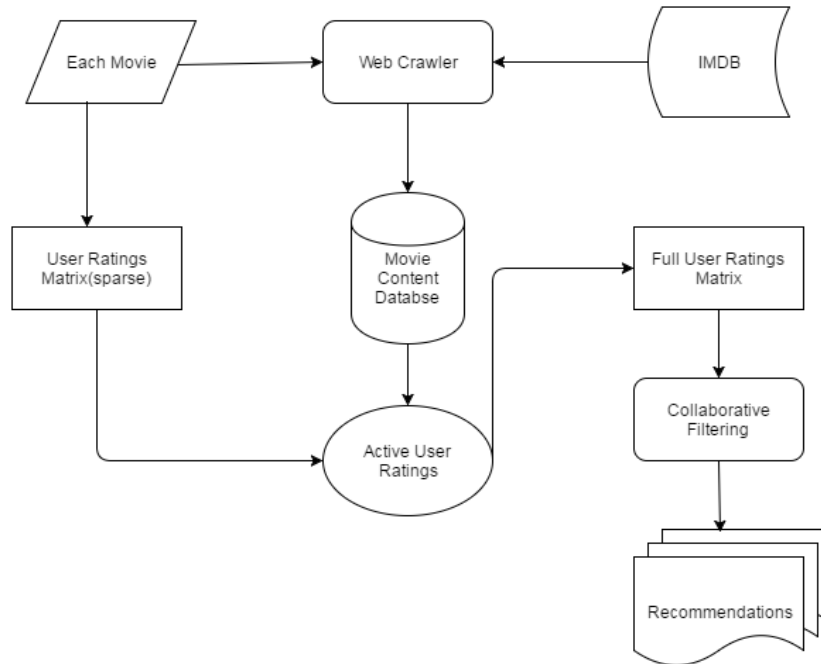 Each Movie
Web Crawler
IMDB
User Ratings
Matrix(sparse)
Movie
Content
Databse
Full User Ratings
Matrix
Active User
Ratings
Collaborative
Filtering
Recommendations